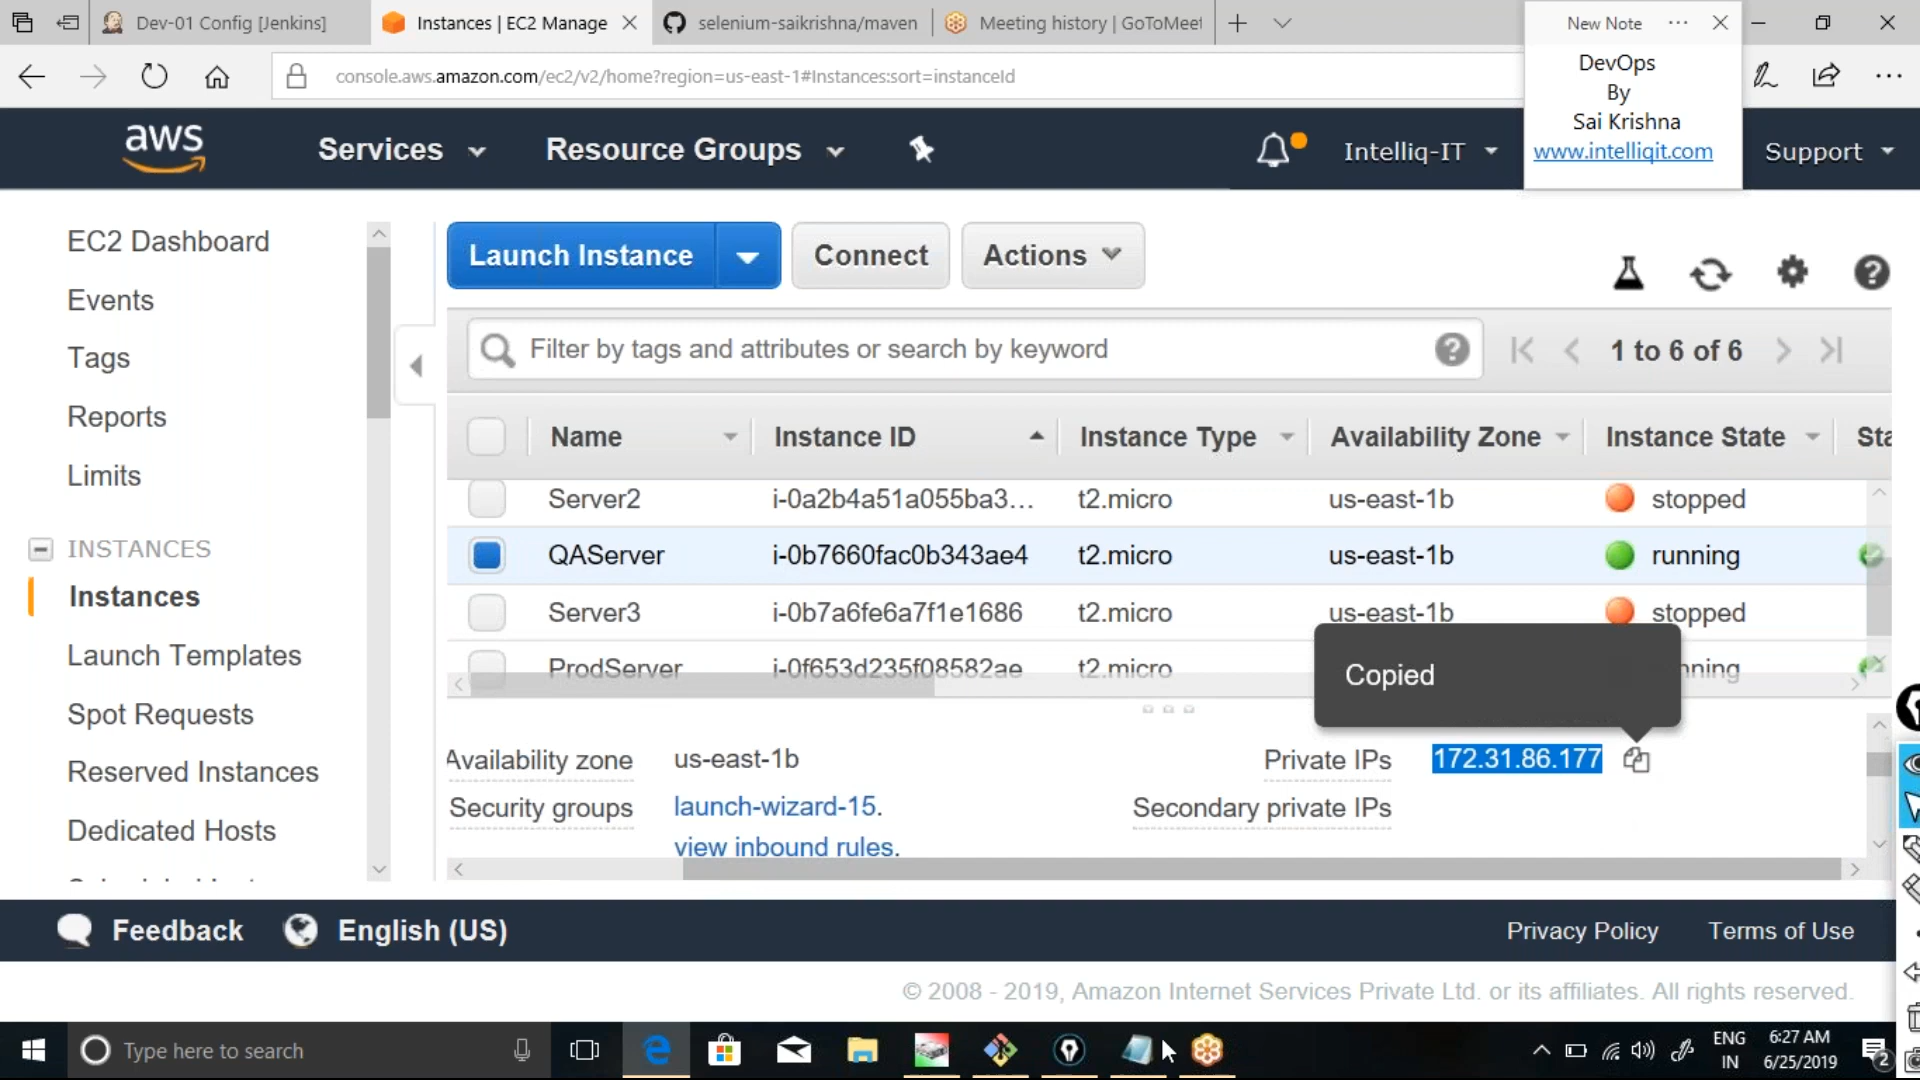 Dev-01 Config [Jenkins]
Instances | EC2 Manage
selenium-saikrishna/maven
Meeting history | GoToMeet
New Note
console.aws.amazon.com/ec2/v2/home?region=us-east-1#Instances:sort=instanceId
DevOps
By
Sai Krishna
www.intelliqit.com
aws
Services
Resource Groups
Intelliq-IT
Support
EC2 Dashboard
Events
Tags
Reports
Limits
INSTANCES
Instances
Launch Templates
Spot Requests
Reserved Instances
Dedicated Hosts
Launch Instance
Connect
Actions
Filter by tags and attributes or search by keyword
1 to 6 of 6
Name Instance ID Instance Type Availability Zone Instance State Sta
Server2 i-0a2b4a51a055ba3... t2.micro us-east-1b stopped
QAServer i-0b7660fac0b343ae4 t2.micro us-east-1b running
Server3 i-0b7a6fe6a7f1e1686 t2.micro us-east-1b stopped
ProdServer i-0f653d235f08582ae t2.micro nning
Copied
Availability zone us-east-1b Private IPs 172.31.86.177
Security groups launch-wizard-15. Secondary private IPs
view inbound rules.
Feedback English (US) Privacy Policy Terms of Use
© 2008 - 2019, Amazon Internet Services Private Ltd. or its affiliates. All rights reserved.
Type here to search
ENG
IN
6:27 AM
6/25/2019
2